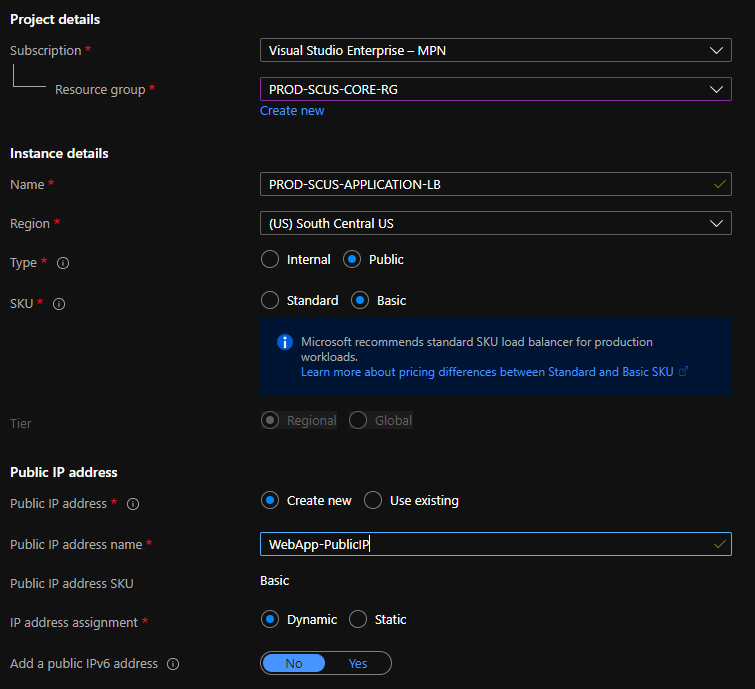 Project details
Subscription * Visual Studio Enterprise – MPN
Resource group * PROD-SCUS-CORE-RG
Create new
Instance details
Name * PROD-SCUS-APPLICATION-LB
Region * (US) South Central US
Type * Internal Public
SKU * Standard Basic
Microsoft recommends standard SKU load balancer for production
workloads.
Learn more about pricing differences between Standard and Basic SKU
Tier Regional Global
Public IP address
Public IP address * Create new Use existing
Public IP address name * WebApp-PublicIP
Public IP address SKU Basic
IP address assignment * Dynamic Static
Add a public IPv6 address No Yes